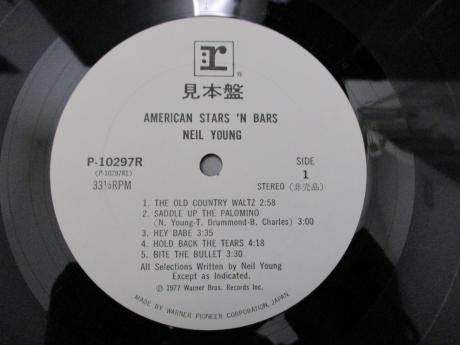 r
®
見本盤
AMERICAN STARS 'N BARS
NEIL YOUNG
P-10297R
(P-10297R1)
33⅓RPM
SIDE
1
STEREO (非売品)
1. THE OLD COUNTRY WALTZ 2:58
2. SADDLE UP THE PALOMINO
(N. Young-T. Drummond-B. Charles) 3:00
3. HEY BABE 3:35
4. HOLD BACK THE TEARS 4:18
5. BITE THE BULLET 3:30
All Selections Written by Neil Young
Except as Indicated.
℗ 1977 Warner Bros. Records Inc.
MADE BY WARNER PIONEER CORPORATION, JAPAN.